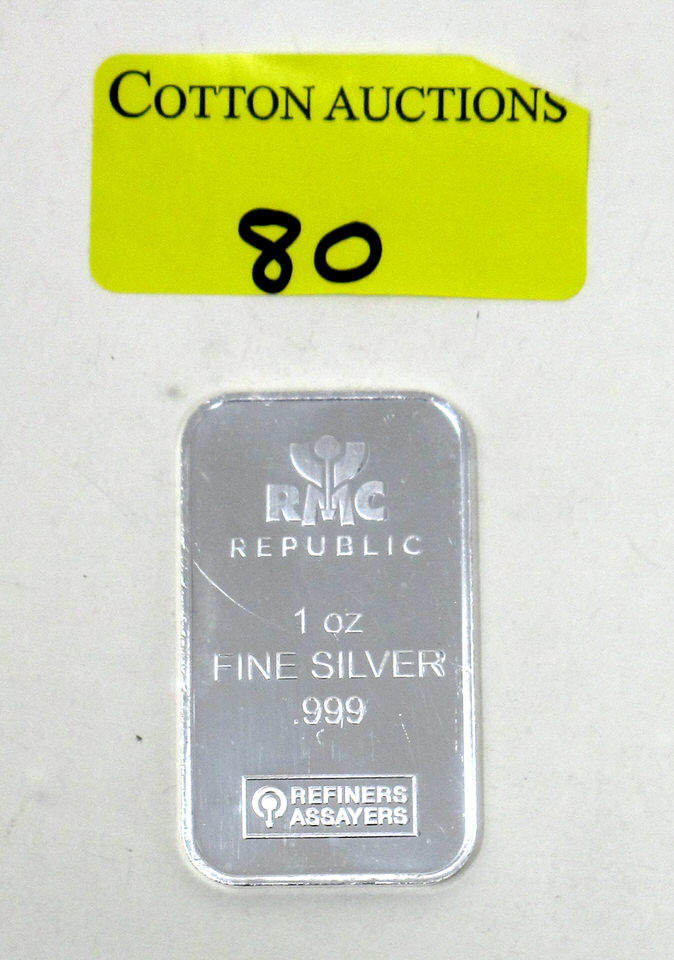 COTTON AUCTIONS
80
RMC
REPUBLIC
1 oz
FINE SILVER
.999
REFINERS
ASSAYERS